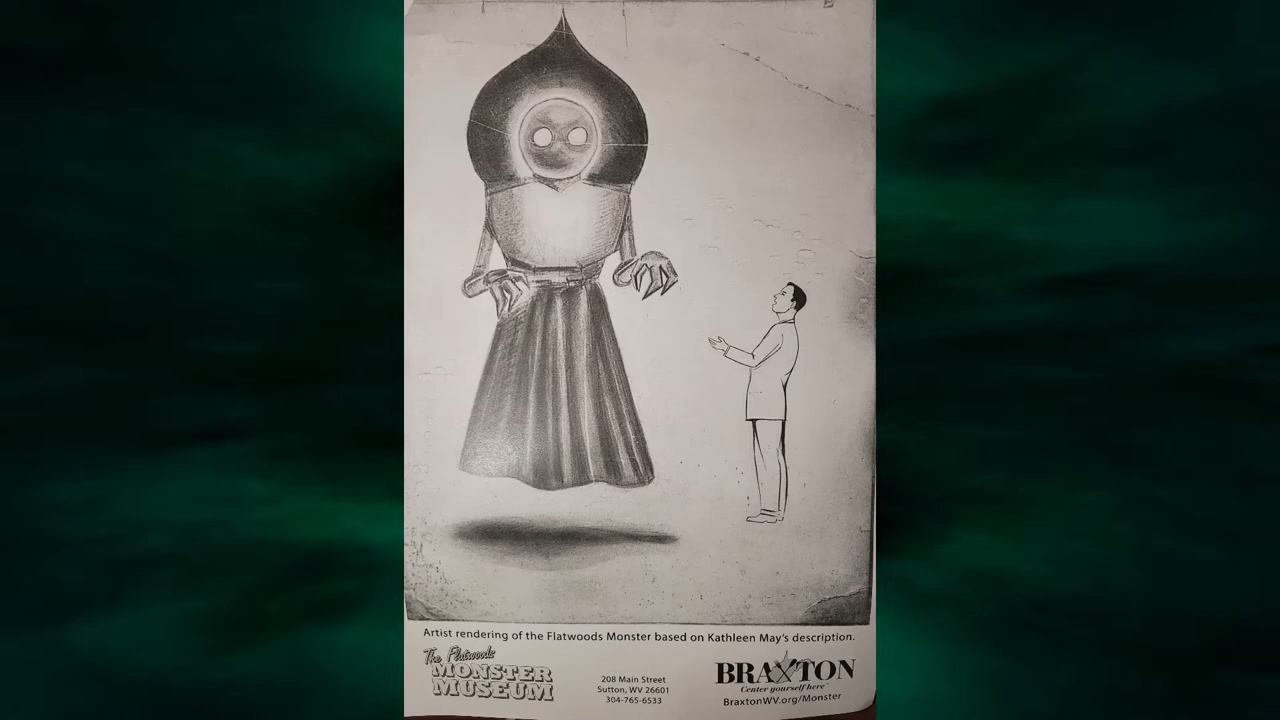 Artist rendering of the Flatwoods Monster based on Kathleen May's description.
The Flatwoods
MONSTER
MUSEUM
208 Main Street
Sutton, WV 26601
304-765-6533
BRAXTON
Center yourself here
BraxtonWV.org/Monster